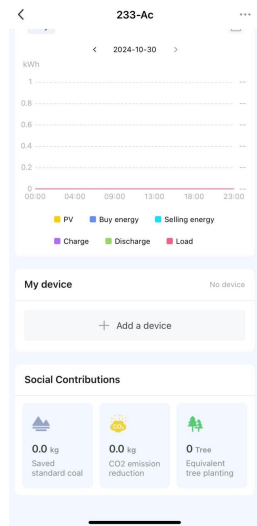 233-Ac
2024-10-30
kWh
1 --
0.8 --
0.6 --
0.4 --
0.2 --
0 --
00:00 04:00 09:00 13:00 18:00 23:00
PV Buy energy Selling energy
Charge Discharge Load
My device No device
+ Add a device
Social Contributions
CO₂
0.0 kg 0.0 kg 0 Tree
Saved CO2 emission Equivalent
standard coal reduction tree planting